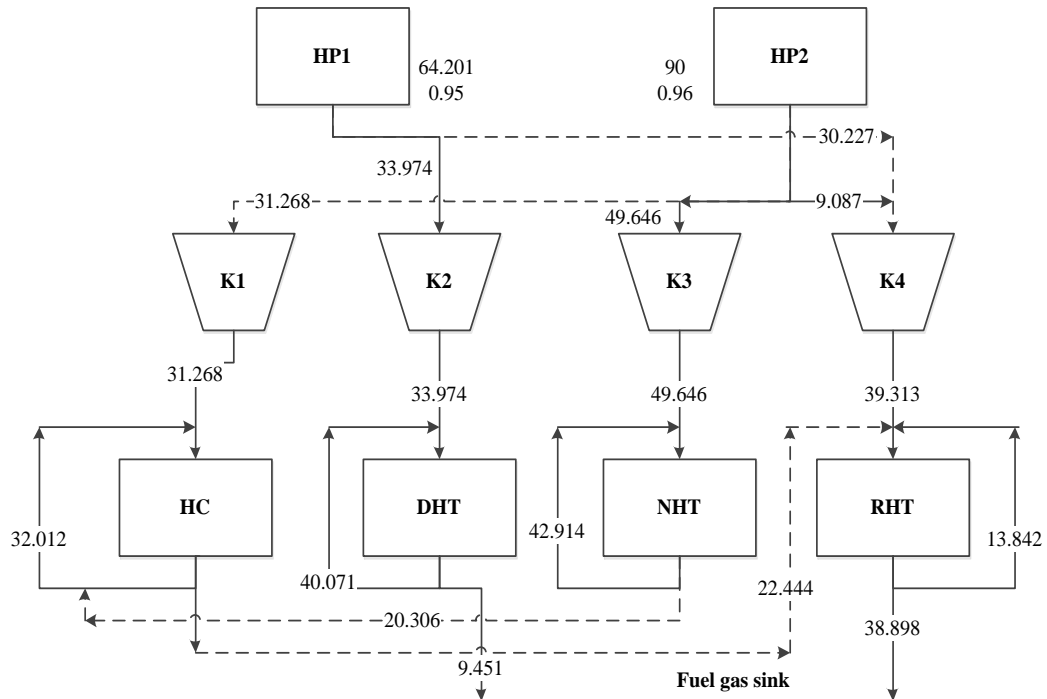 HP1
HP2
64.201
0.95
90
0.96
30.227
33.974
31.268
9.087
49.646
K1
K2
K3
K4
31.268
33.974
49.646
39.313
HC
DHT
NHT
RHT
32.012
42.914
13.842
40.071
22.444
20.306
38.898
9.451
Fuel gas sink